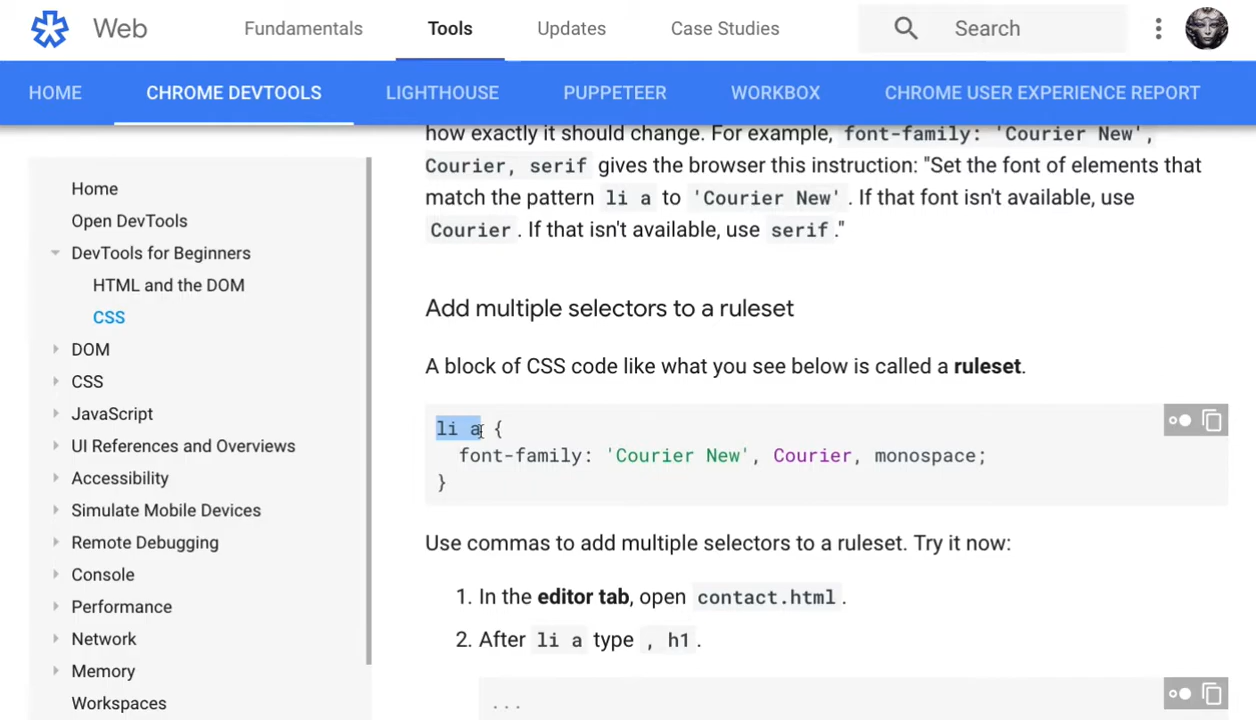 Web
Fundamentals
Tools
Updates
Case Studies
Search
HOME
CHROME DEVTOOLS
LIGHTHOUSE
PUPPETEER
WORKBOX
CHROME USER EXPERIENCE REPORT
Home
Open DevTools
DevTools for Beginners
HTML and the DOM
CSS
DOM
CSS
JavaScript
UI References and Overviews
Accessibility
Simulate Mobile Devices
Remote Debugging
Console
Performance
Network
Memory
Workspaces
how exactly it should change. For example, font-family: 'Courier New',
Courier, serif gives the browser this instruction: "Set the font of elements that
match the pattern li a to 'Courier New'. If that font isn't available, use
Courier. If that isn't available, use serif."
Add multiple selectors to a ruleset
A block of CSS code like what you see below is called a ruleset.
li a {
font-family: 'Courier New', Courier, monospace;
}
Use commas to add multiple selectors to a ruleset. Try it now:
1. In the editor tab, open contact.html.
2. After li a type , h1.
...